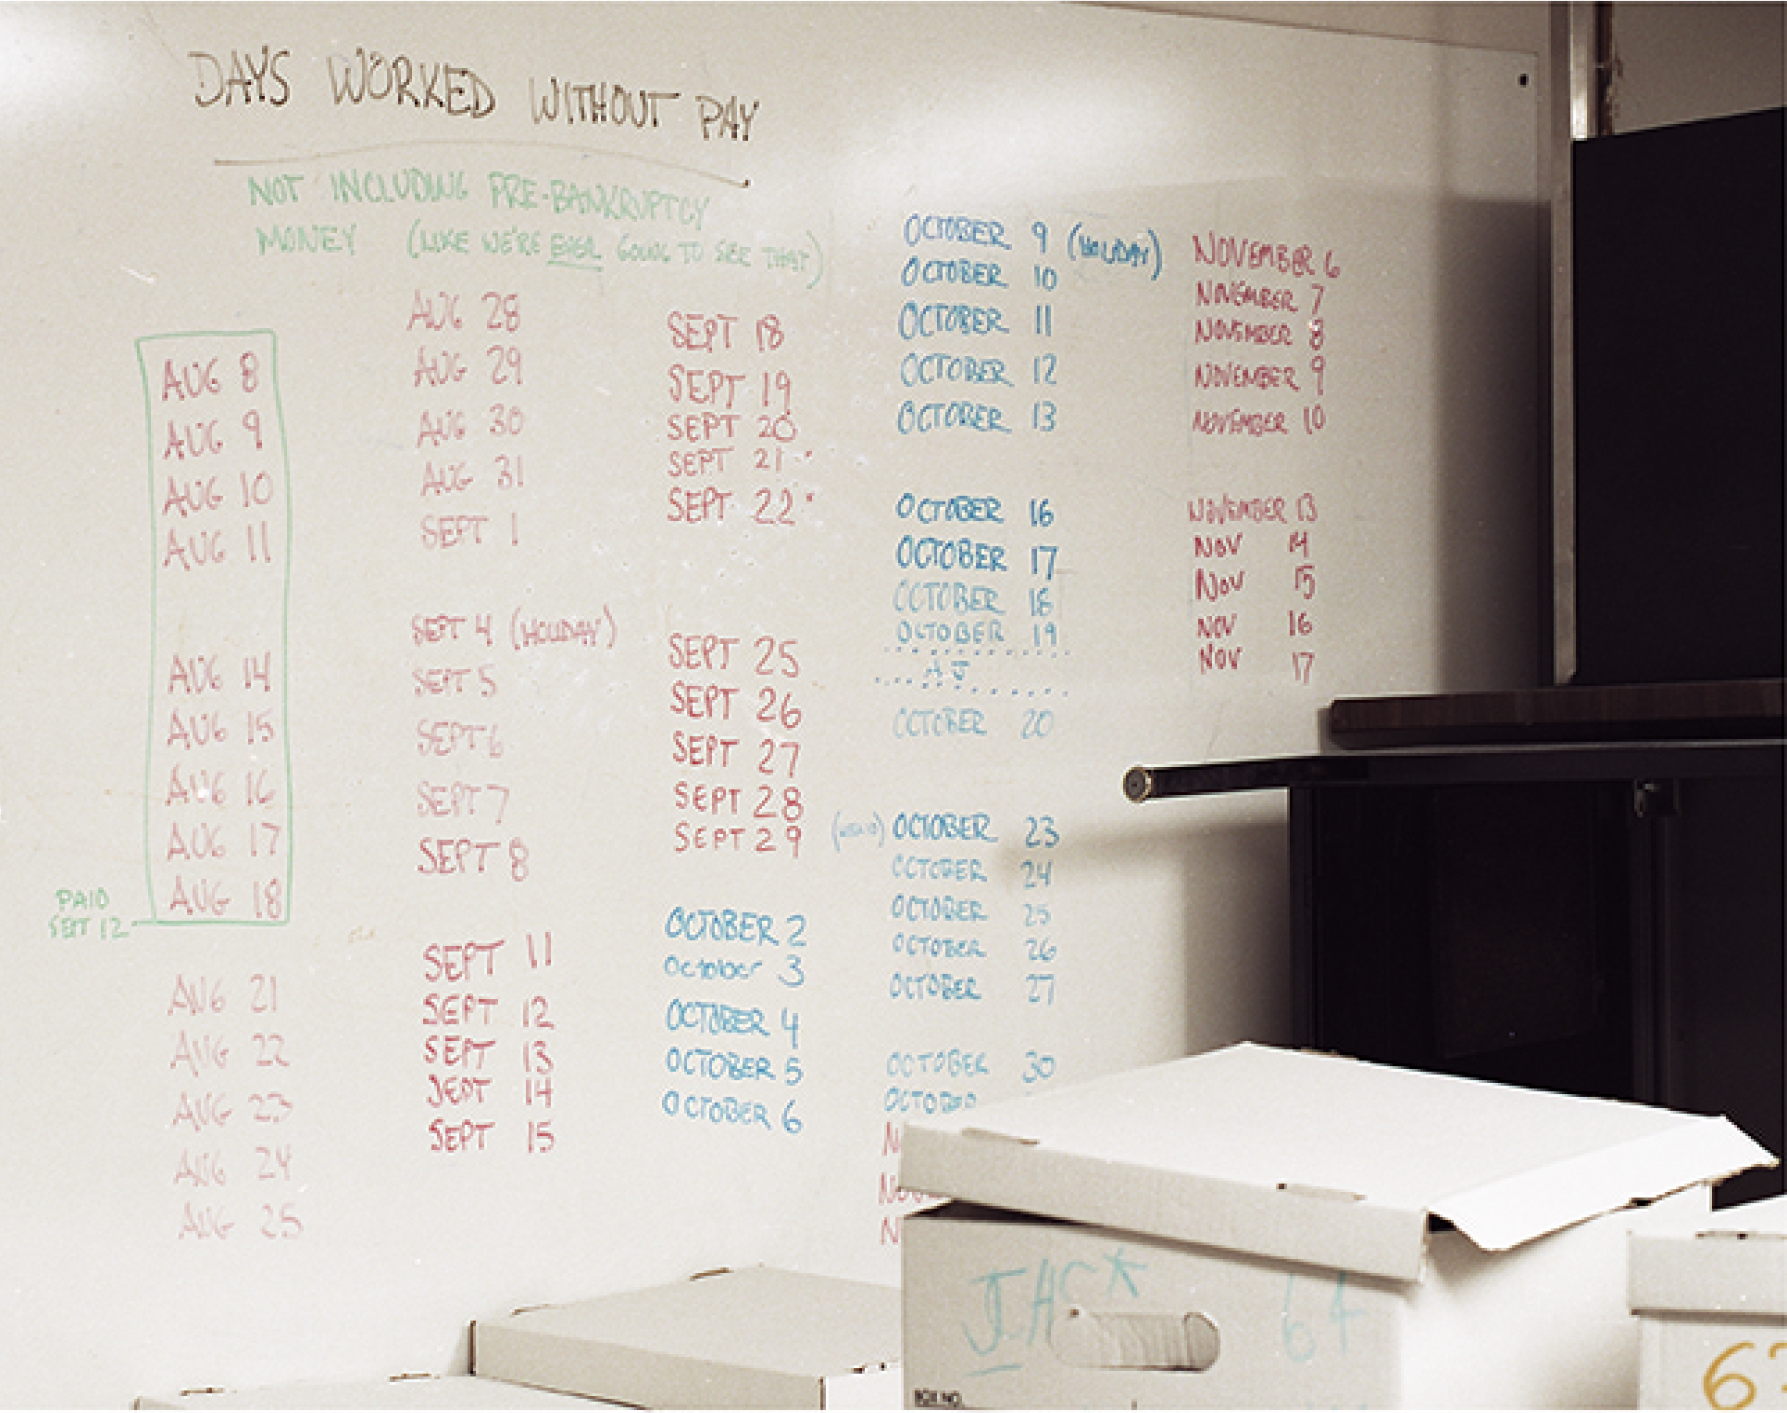 DAYS WORKED WITHOUT PAY
NOT INCLUDING PRE-BANKRUPTCY
MONEY (LIKE WE'RE EVER GOING TO SEE THAT)
AUG 8
AUG 9
AUG 10
AUG 11
AUG 14
AUG 15
AUG 16
AUG 17
AUG 18
PAID
SEPT 12
AUG 21
AUG 22
AUG 23
AUG 24
AUG 25
AUG 28
AUG 29
AUG 30
AUG 31
SEPT 1
SEPT 4 (HOLIDAY)
SEPT 5
SEPT 6
SEPT 7
SEPT 8
SEPT 11
SEPT 12
SEPT 13
SEPT 14
SEPT 15
SEPT 18
SEPT 19
SEPT 20
SEPT 21
SEPT 22
SEPT 25
SEPT 26
SEPT 27
SEPT 28
SEPT 29
OCTOBER 2
October 3
OCTOBER 4
OCTOBER 5
OCTOBER 6
OCTOBER 9 (HOLIDAY)
OCTOBER 10
OCTOBER 11
OCTOBER 12
OCTOBER 13
OCTOBER 16
OCTOBER 17
OCTOBER 18
OCTOBER 19
AJ
OCTOBER 20
OCTOBER 23
OCTOBER 24
OCTOBER 25
OCTOBER 26
OCTOBER 27
OCTOBER 30
NOVEMBER 6
NOVEMBER 7
NOVEMBER 8
NOVEMBER 9
NOVEMBER 10
NOVEMBER 13
NOV 14
NOV 15
NOV 16
NOV 17
64
BOX NO.